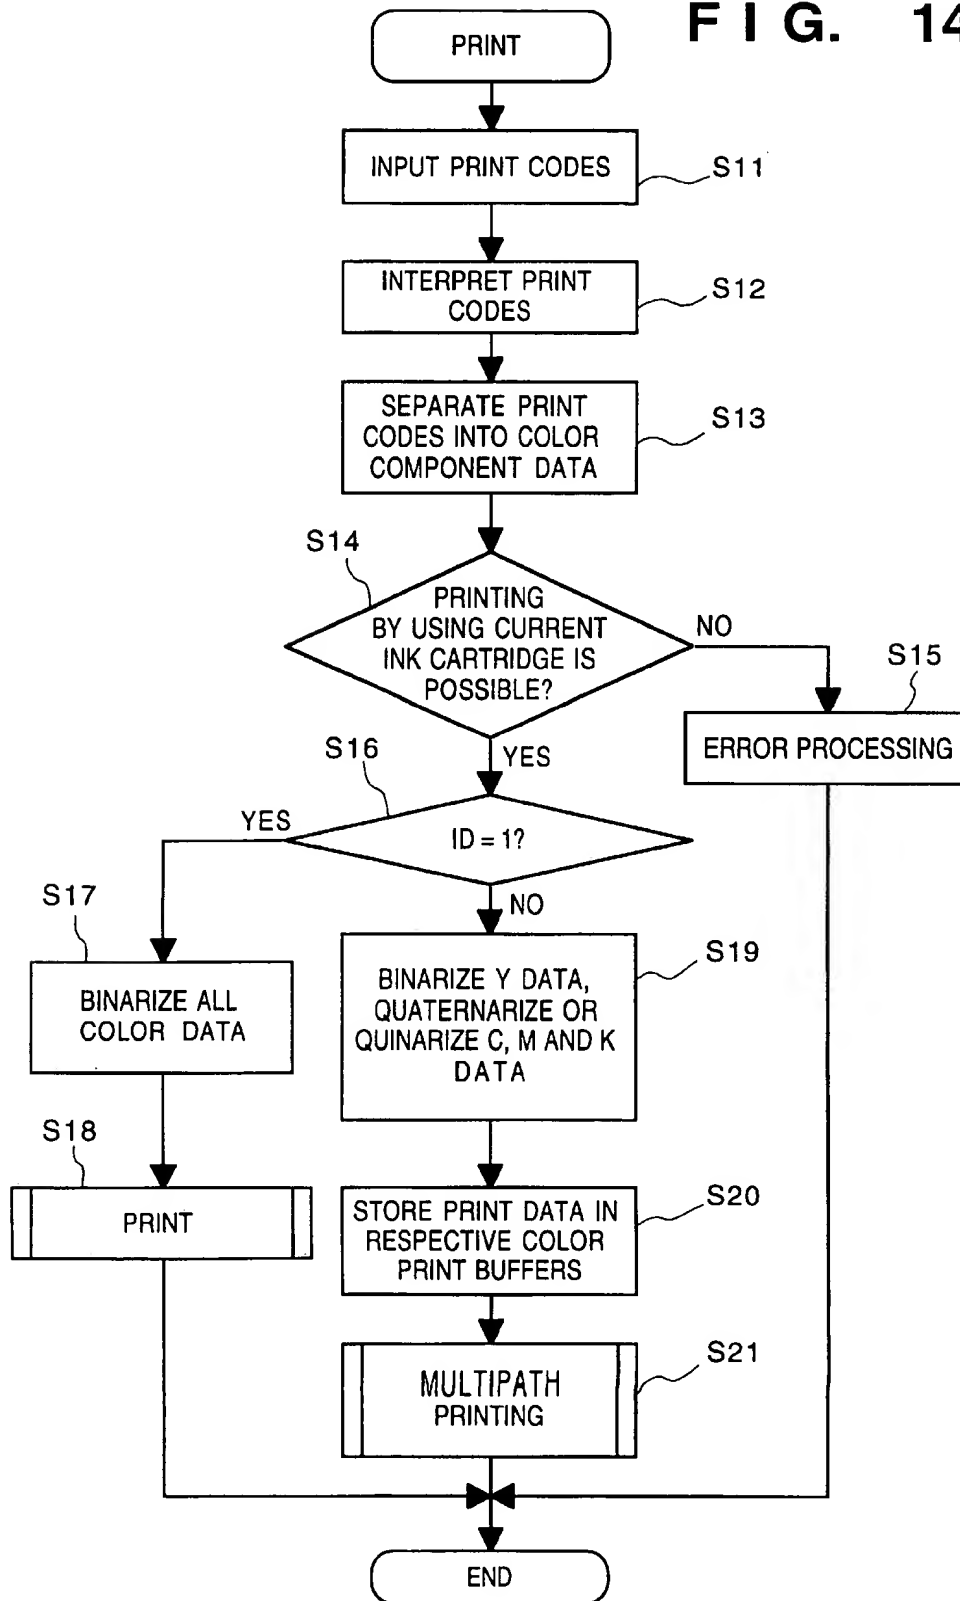 FIG. 14
PRINT
INPUT PRINT CODES
S11
INTERPRET PRINT
CODES
S12
SEPARATE PRINT
CODES INTO COLOR
COMPONENT DATA
S13
S14
PRINTING
BY USING CURRENT
INK CARTRIDGE IS
POSSIBLE?
NO
S15
ERROR PROCESSING
YES
S16
ID = 1?
YES
NO
S17
BINARIZE ALL
COLOR DATA
S18
PRINT
S19
BINARIZE Y DATA,
QUATERNARIZE OR
QUINARIZE C, M AND K
DATA
S20
STORE PRINT DATA IN
RESPECTIVE COLOR
PRINT BUFFERS
S21
MULTIPATH
PRINTING
END